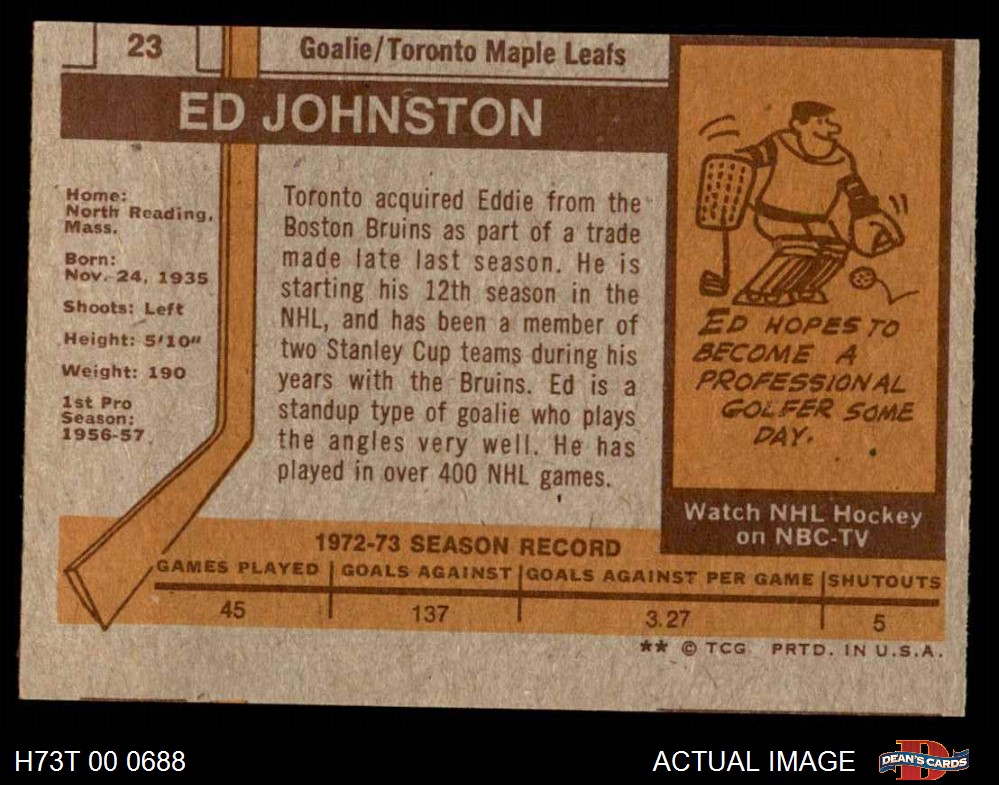 23
Goalie/Toronto Maple Leafs
ED JOHNSTON
Home:
North Reading,
Mass.
Born:
Nov. 24, 1935
Shoots: Left
Height: 5'10"
Weight: 190
1st Pro
Season:
1956-57
Toronto acquired Eddie from the
Boston Bruins as part of a trade
made late last season. He is
starting his 12th season in the
NHL, and has been a member of
two Stanley Cup teams during his
years with the Bruins. Ed is a
standup type of goalie who plays
the angles very well. He has
played in over 400 NHL games.
ED HOPES TO
BECOME A
PROFESSIONAL
GOLFER SOME
DAY.
Watch NHL Hockey
on NBC-TV
1972-73 SEASON RECORD
GAMES PLAYED GOALS AGAINST GOALS AGAINST PER GAME SHUTOUTS
45 137 3.27 5
** © TCG PRTD. IN U.S.A.
H73T 00 0688
ACTUAL IMAGE
D
DEAN'S CARDS